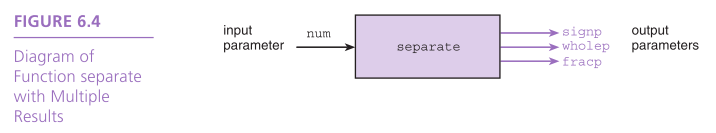 FIGURE 6.4
Diagram of
Function separate
with Multiple
Results
input
parameter
num
separate
signp
wholep
fracp
output
parameters